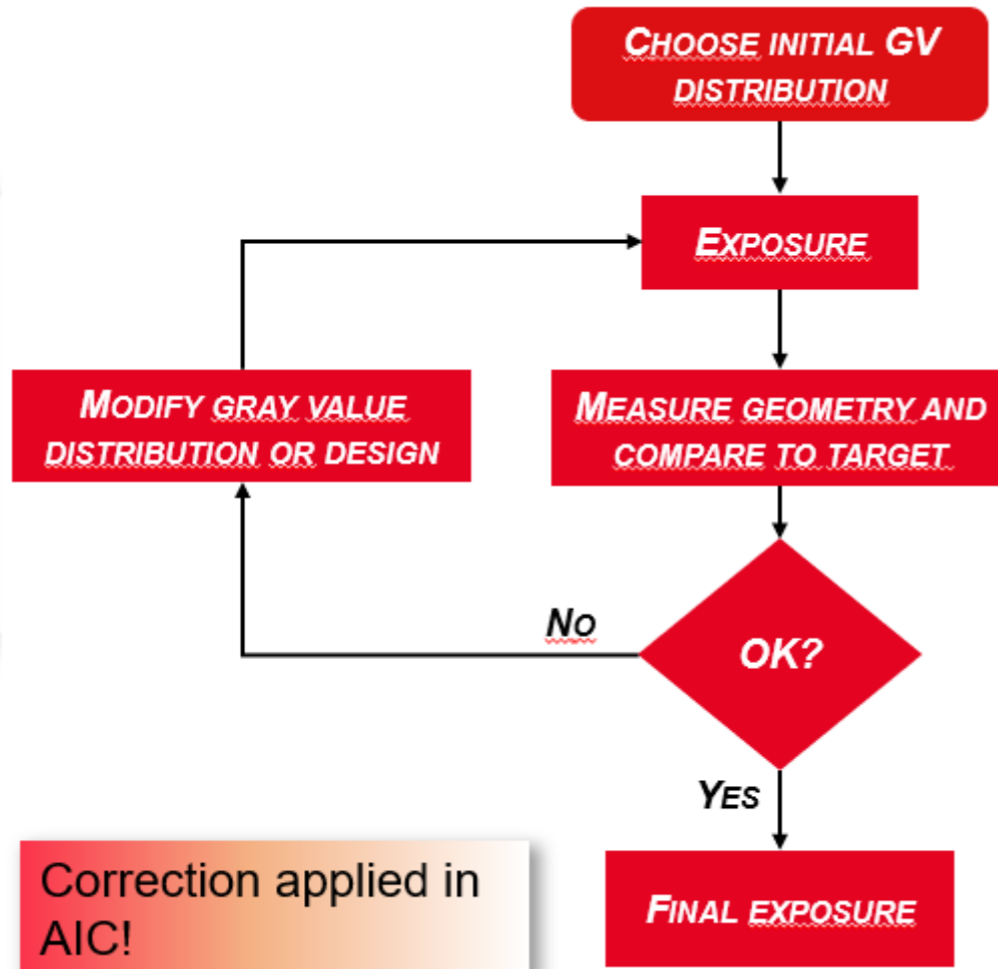 CHOOSE INITIAL GV
DISTRIBUTION
EXPOSURE
MODIFY GRAY VALUE
DISTRIBUTION OR DESIGN
MEASURE GEOMETRY AND
COMPARE TO TARGET
NO
OK?
YES
Correction applied in
AIC!
FINAL EXPOSURE